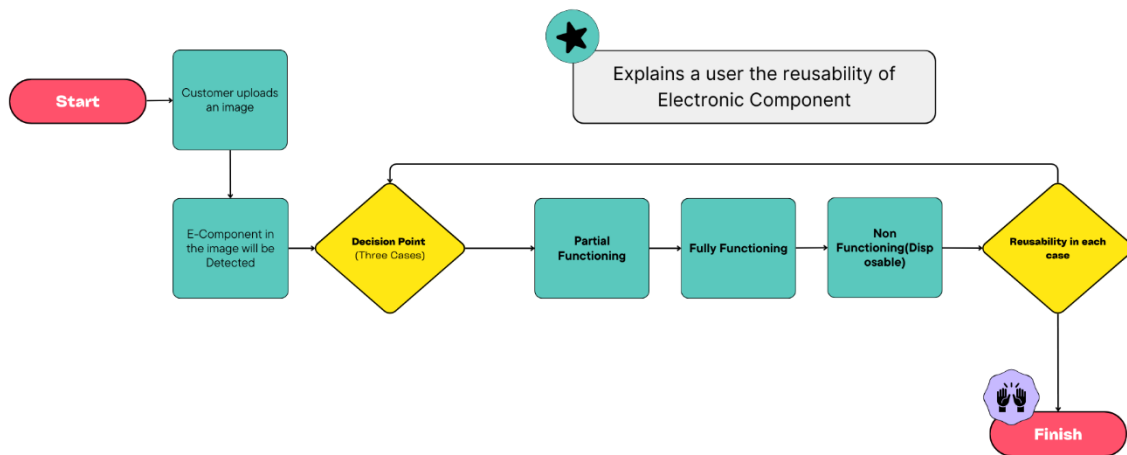 Explains a user the reusability of
Electronic Component
Start
Customer uploads
an image
E-Component in
the image will be
Detected
Decision Point
(Three Cases)
Partial
Functioning
Fully Functioning
Non
Functioning(Disp
osable)
Reusability in each
case
Finish